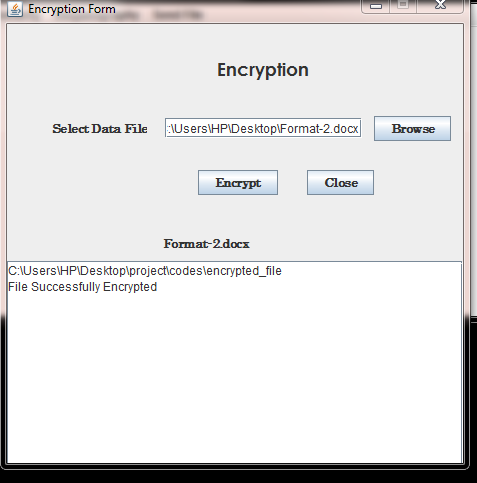 Encryption Form
Encryption
Select Data File :\Users\HP\Desktop\Format-2.docx Browse
Encrypt Close
Format-2.docx
C:\Users\HP\Desktop\project\codes\encrypted_file
File Successfully Encrypted